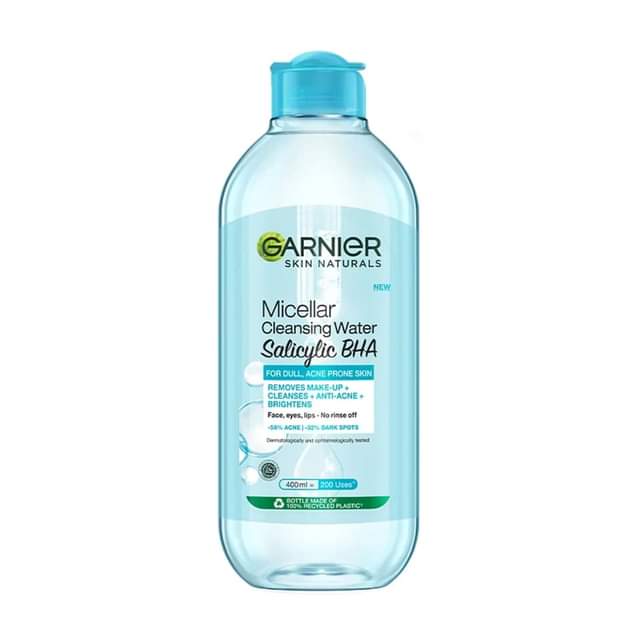 GARNIER
SKIN NATURALS
NEW
Micellar
Cleansing Water
Salicylic BHA
FOR DULL, ACNE PRONE SKIN
REMOVES MAKE-UP +
CLEANSES + ANTI-ACNE +
BRIGHTENS
Face, eyes, lips - No rinse off
-58% ACNE | -32% DARK SPOTS
Dermatologically and ophthalmologically tested
400ml = 200 Uses*
BOTTLE MADE OF
100% RECYCLED PLASTIC†